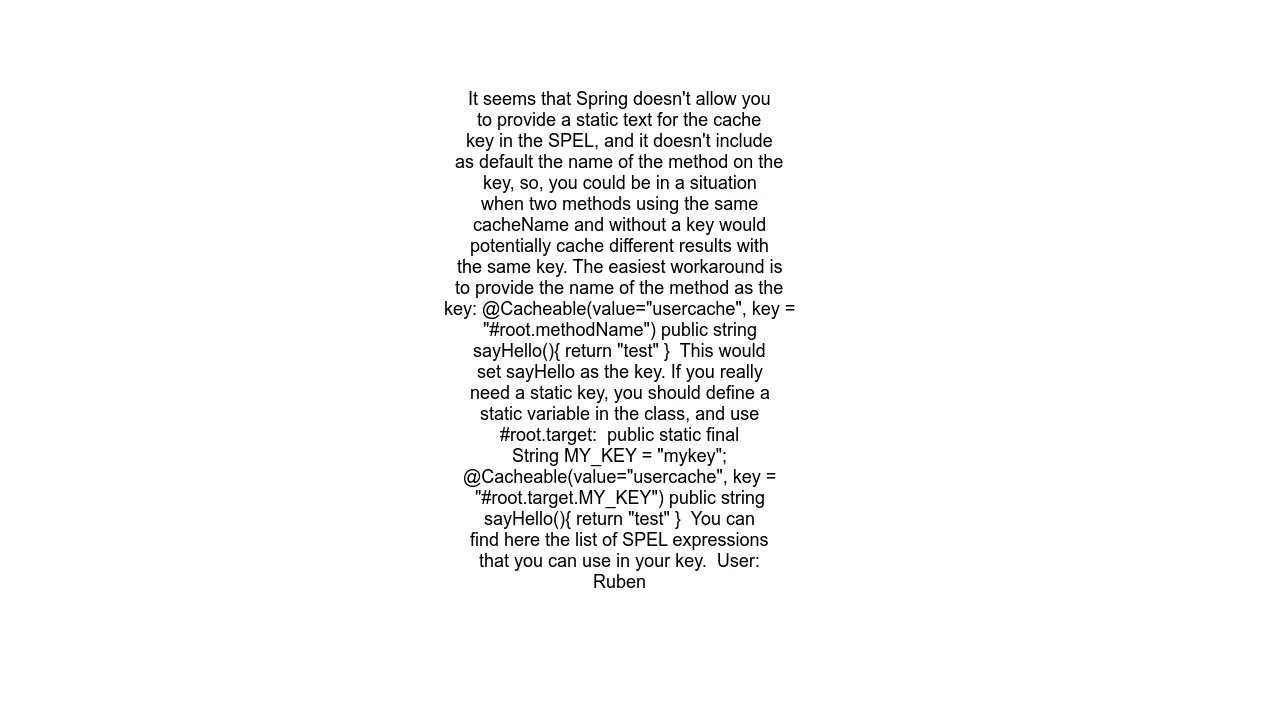 It seems that Spring doesn't allow you
to provide a static text for the cache
key in the SPEL, and it doesn't include
as default the name of the method on the
key, so, you could be in a situation
when two methods using the same
cacheName and without a key would
potentially cache different results with
the same key. The easiest workaround is
to provide the name of the method as the
key: @Cacheable(value="usercache", key =
"#root.methodName") public string
sayHello(){ return "test" }  This would
set sayHello as the key. If you really
need a static key, you should define a
static variable in the class, and use
#root.target:  public static final
String MY_KEY = "mykey";
@Cacheable(value="usercache", key =
"#root.target.MY_KEY") public string
sayHello(){ return "test" }  You can
find here the list of SPEL expressions
that you can use in your key.  User:
Ruben